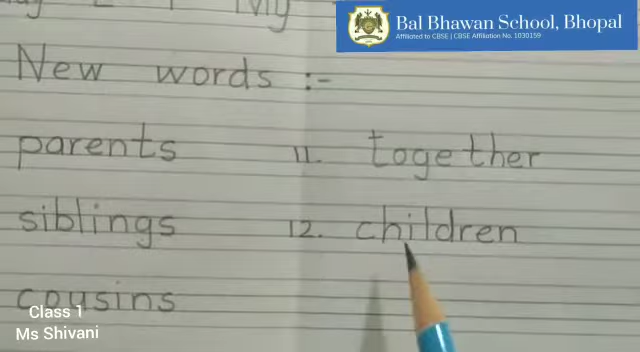 Bal Bhawan School, Bhopal
Affiliated to CBSE | CBSE Affiliation No. 1030159
My
New words :-
parents 11. together
siblings 12. children
cousins
Class 1
Ms Shivani